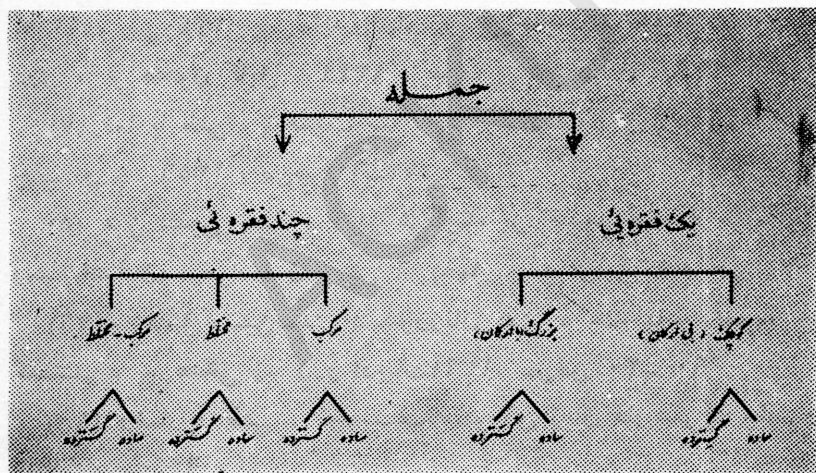 جمله
یک فقره یئ چند فقره ئی
کوچک (بی ارکان) بزرگ (با ارکان) مرکب مختلط مرکب - مختلط
ساده گسترده ساده گسترده ساده گسترده ساده گسترده ساده گسترده